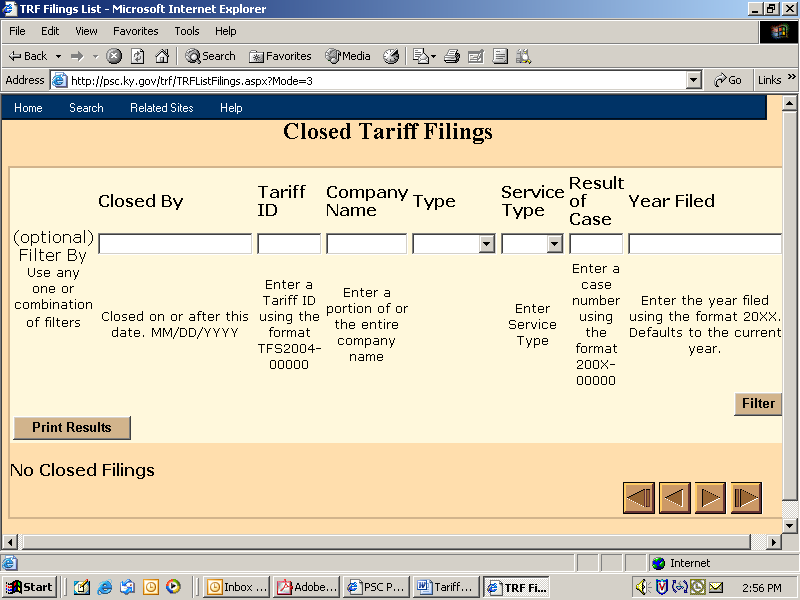 TRF Filings List - Microsoft Internet Explorer
File Edit View Favorites Tools Help
Back Search Favorites Media
Address http://psc.ky.gov/trf/TRFListFilings.aspx?Mode=3 Go Links »
Home Search Related Sites Help
Closed Tariff Filings
(optional)
Filter By
Use any
one or
combination
of filters
Closed By
Closed on or after this
date. MM/DD/YYYY
Tariff
ID
Enter a
Tariff ID
using the
format
TFS2004-
00000
Company
Name
Enter a
portion of or
the entire
company
name
Type
Service
Type
Enter
Service
Type
Result
of
Case
Enter a
case
number
using
the
format
200X-
00000
Year Filed
Enter the year filed
using the format 20XX.
Defaults to the current
year.
Filter
Print Results
No Closed Filings
Internet
Start Inbox ... Adobe... PSC P... Tariff... TRF Fi... 2:56 PM